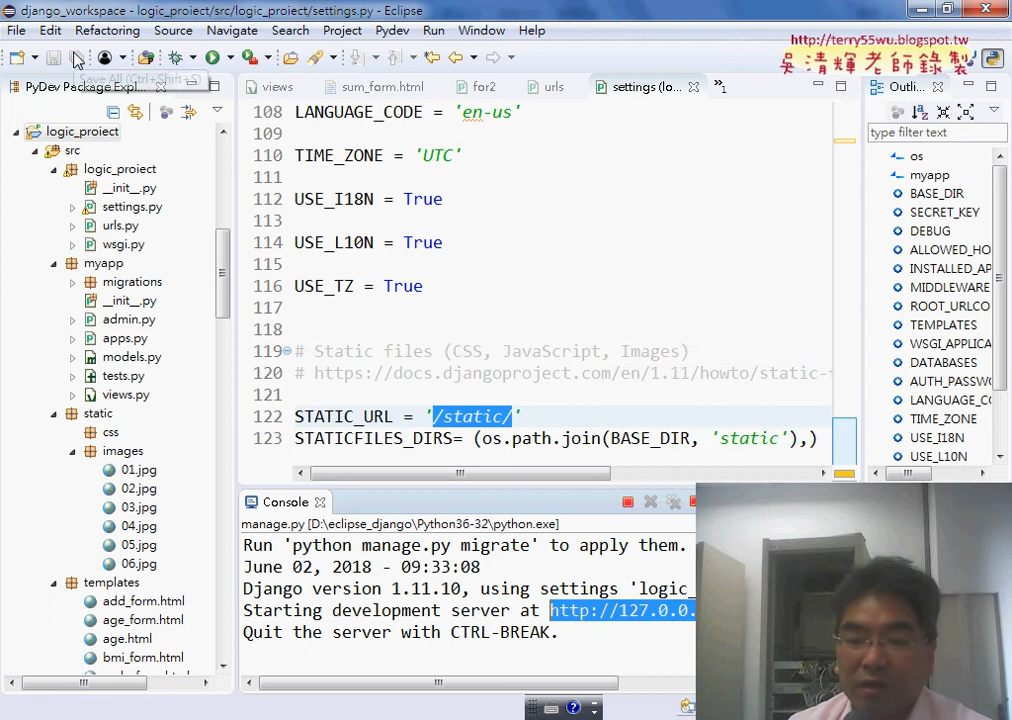 django_workspace - logic_proiect/src/logic_proiect/settings.py - Eclipse
File Edit Refactoring Source Navigate Search Project Pydev Run Window Help
http://terry55wu.blogspot.tw
吳清輝老師錄製
Save All (Ctrl+Shift+S)
PyDev Package Expl...
views sum_form.html for2 urls settings (lo... »1
Outli...
type filter text
logic_proiect
src
logic_proiect
__init__.py
settings.py
urls.py
wsgi.py
myapp
migrations
__init__.py
admin.py
apps.py
models.py
tests.py
views.py
static
css
images
01.jpg
02.jpg
03.jpg
04.jpg
05.jpg
06.jpg
templates
add_form.html
age_form.html
age.html
bmi_form.html
108 LANGUAGE_CODE = 'en-us'
109
110 TIME_ZONE = 'UTC'
111
112 USE_I18N = True
113
114 USE_L10N = True
115
116 USE_TZ = True
117
118
119 # Static files (CSS, JavaScript, Images)
120 # https://docs.djangoproject.com/en/1.11/howto/static-
121
122 STATIC_URL = '/static/'
123 STATICFILES_DIRS= (os.path.join(BASE_DIR, 'static'),)
os
myapp
BASE_DIR
SECRET_KEY
DEBUG
ALLOWED_HO
INSTALLED_AP
MIDDLEWARE
ROOT_URLCO
TEMPLATES
WSGI_APPLICA
DATABASES
AUTH_PASSW
LANGUAGE_C
TIME_ZONE
USE_I18N
USE_L10N
Console
manage.py [D:\eclipse_django\Python36-32\python.exe]
Run 'python manage.py migrate' to apply them.
June 02, 2018 - 09:33:08
Django version 1.11.10, using settings 'logic_
Starting development server at http://127.0.0.
Quit the server with CTRL-BREAK.